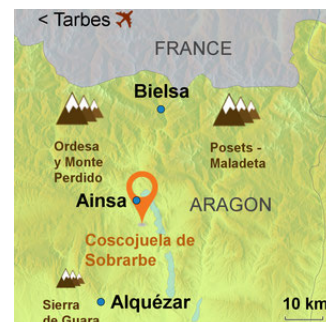 < Tarbes
FRANCE
Bielsa
Ordesa
y Monte
Perdido
Posets -
Maladeta
Ainsa
ARAGON
Coscojuela de
Sobrarbe
Sierra
de Guara
Alquézar
10 km